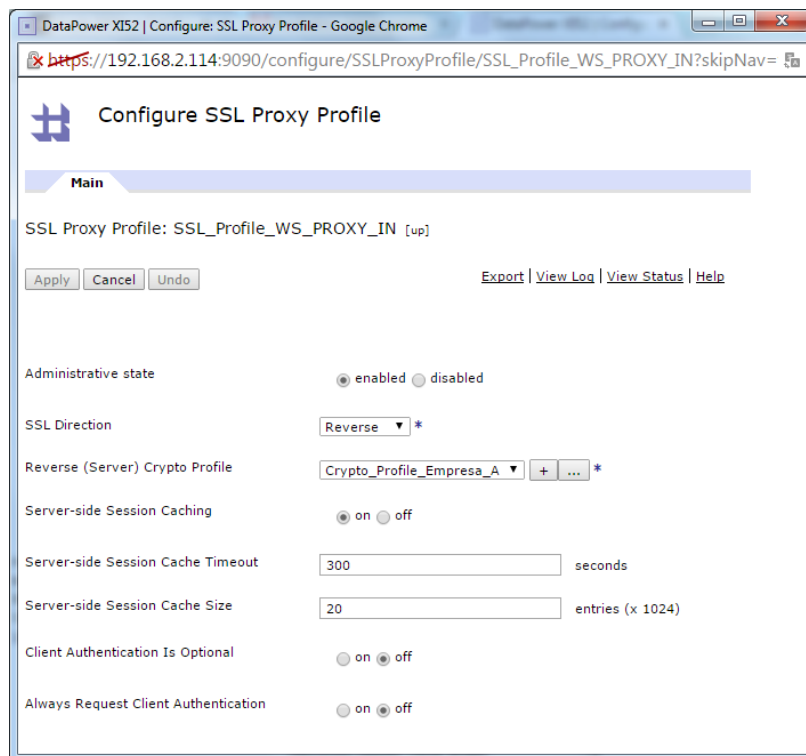 DataPower XI52 | Configure: SSL Proxy Profile - Google Chrome
https://192.168.2.114:9090/configure/SSLProxyProfile/SSL_Profile_WS_PROXY_IN?skipNav=
Configure SSL Proxy Profile
Main
SSL Proxy Profile: SSL_Profile_WS_PROXY_IN [up]
Apply Cancel Undo Export | View Log | View Status | Help
Administrative state enabled disabled
SSL Direction Reverse *
Reverse (Server) Crypto Profile Crypto_Profile_Empresa_A + ... *
Server-side Session Caching on off
Server-side Session Cache Timeout 300 seconds
Server-side Session Cache Size 20 entries (x 1024)
Client Authentication Is Optional on off
Always Request Client Authentication on off